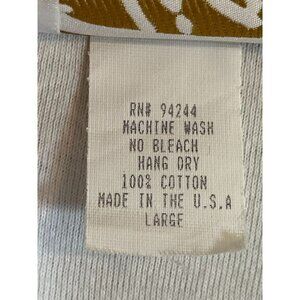 RN# 94244
MACHINE WASH
NO BLEACH
HANG DRY
100% COTTON
MADE IN THE U.S.A
LARGE